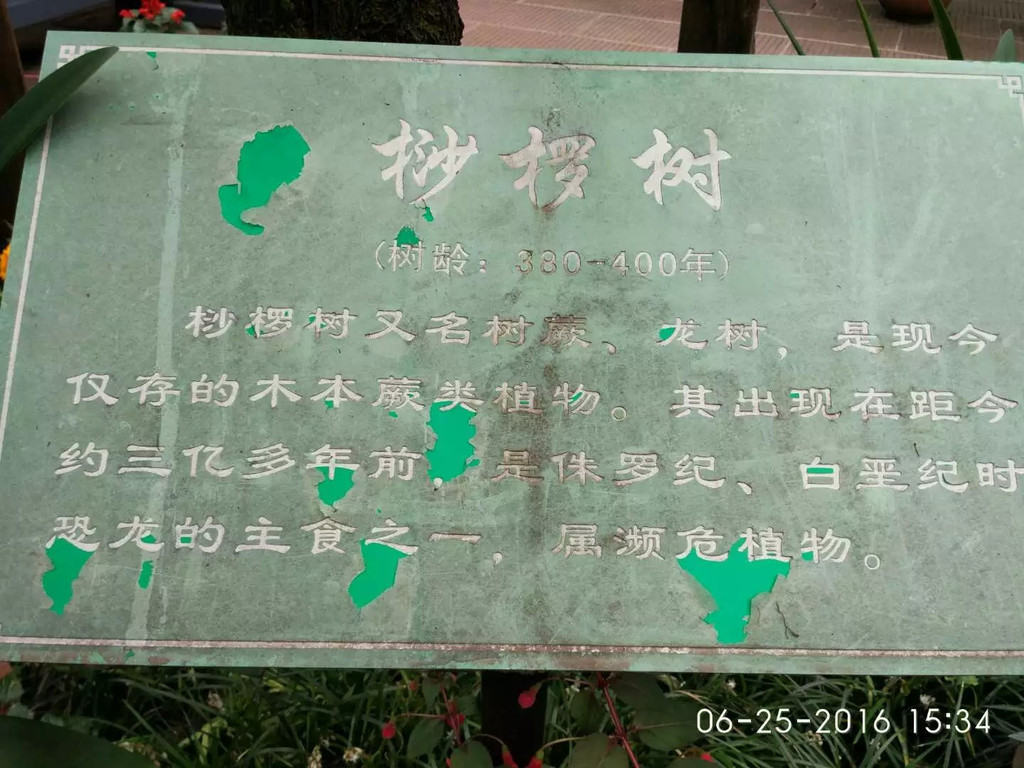 桫椤树
(树龄：380-400年)
桫椤树又名树蕨、龙树，是现今
仅存的木本蕨类植物。其出现在距今
约三亿多年前，是侏罗纪、白垩纪时
恐龙的主食之一，属濒危植物。
06-25-2016 15:34